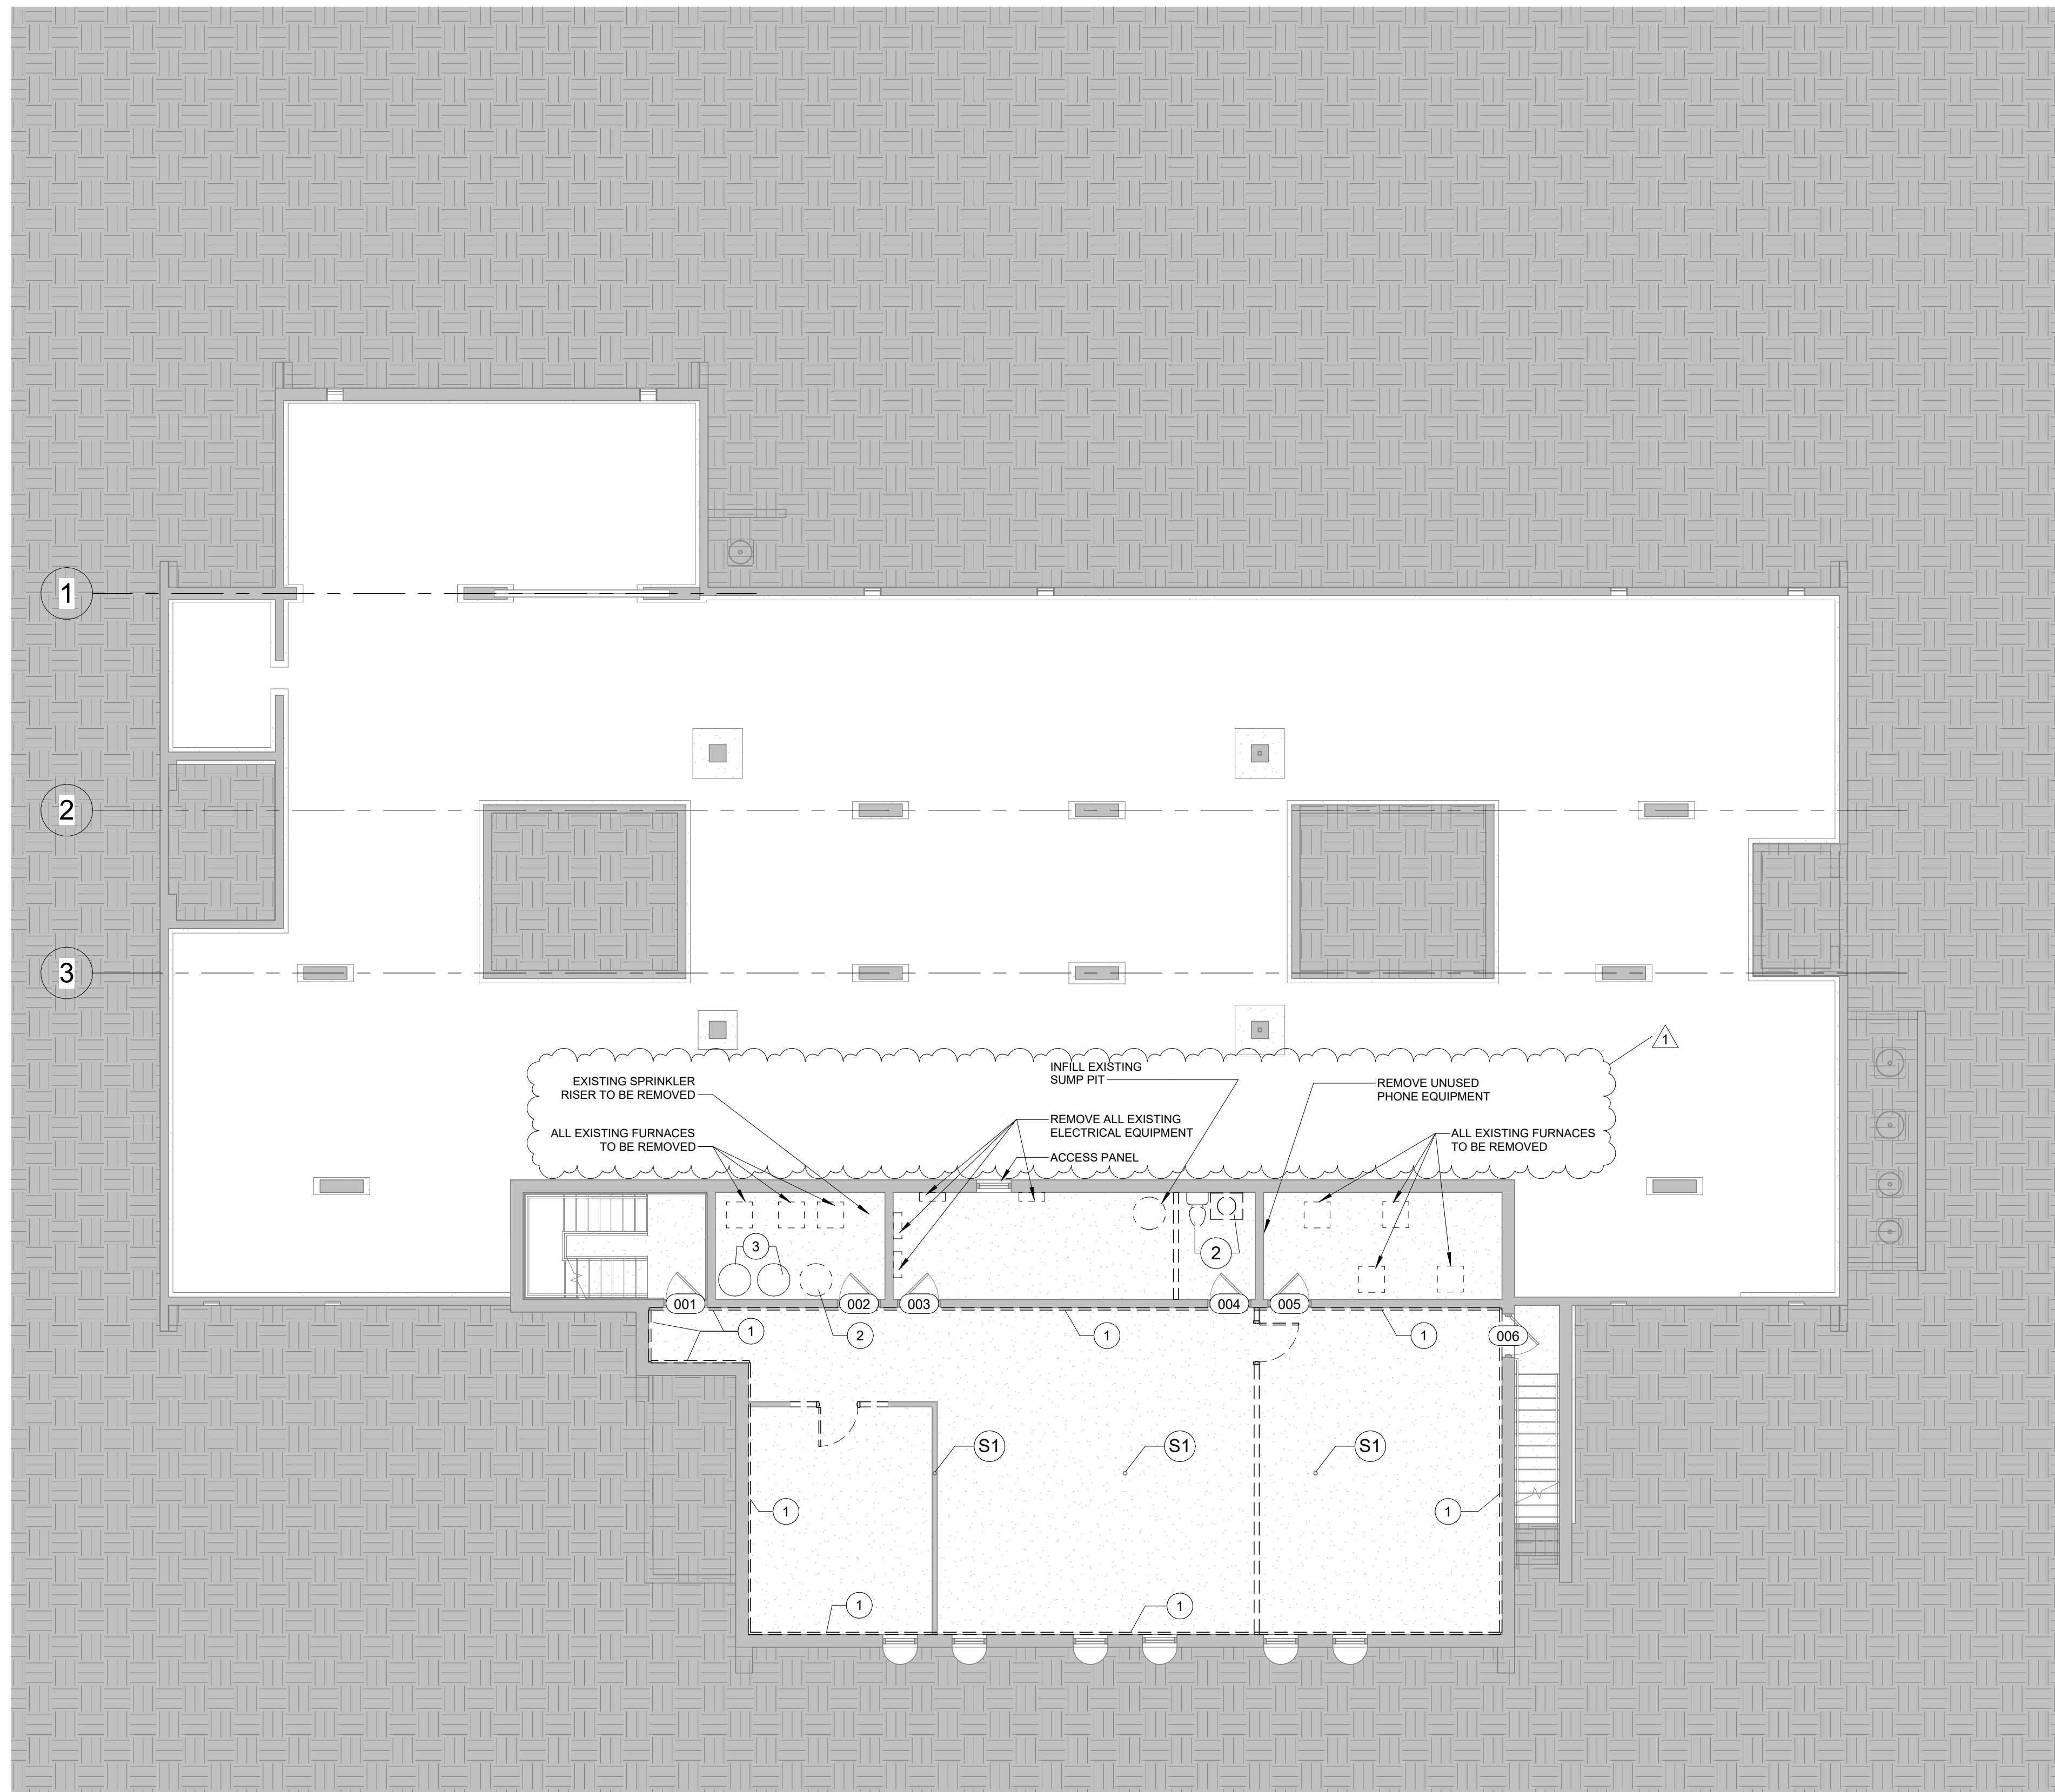 1
2
3
1
EXISTING SPRINKLER
RISER TO BE REMOVED
ALL EXISTING FURNACES
TO BE REMOVED
INFILL EXISTING
SUMP PIT
REMOVE ALL EXISTING
ELECTRICAL EQUIPMENT
ACCESS PANEL
REMOVE UNUSED
PHONE EQUIPMENT
ALL EXISTING FURNACES
TO BE REMOVED
3
2
001
002
003
004
005
006
1
2
1
1
S1
S1
S1
1
1
1
1